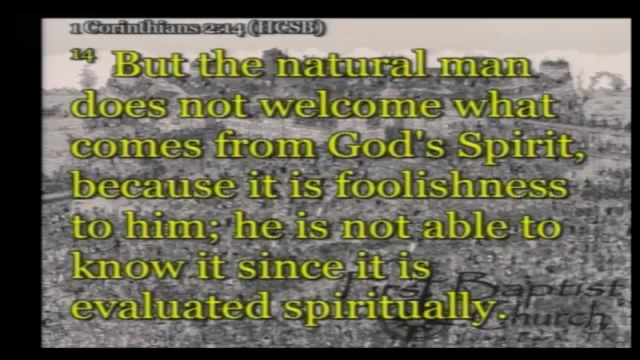 1 Corinthians 2:14 (HCSB)
14 But the natural man
does not welcome what
comes from God's Spirit,
because it is foolishness
to him; he is not able to
know it since it is
evaluated spiritually.
First Baptist
Church